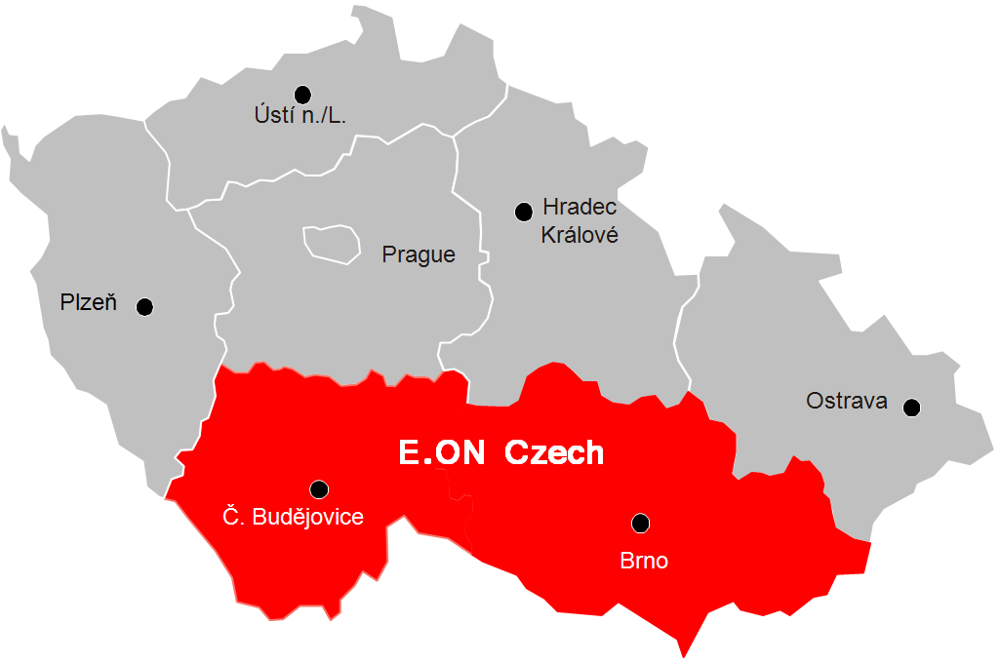 Ústí n./L.
Hradec
Králové
Prague
Plzeň
Ostrava
E.ON Czech
Č. Budějovice
Brno